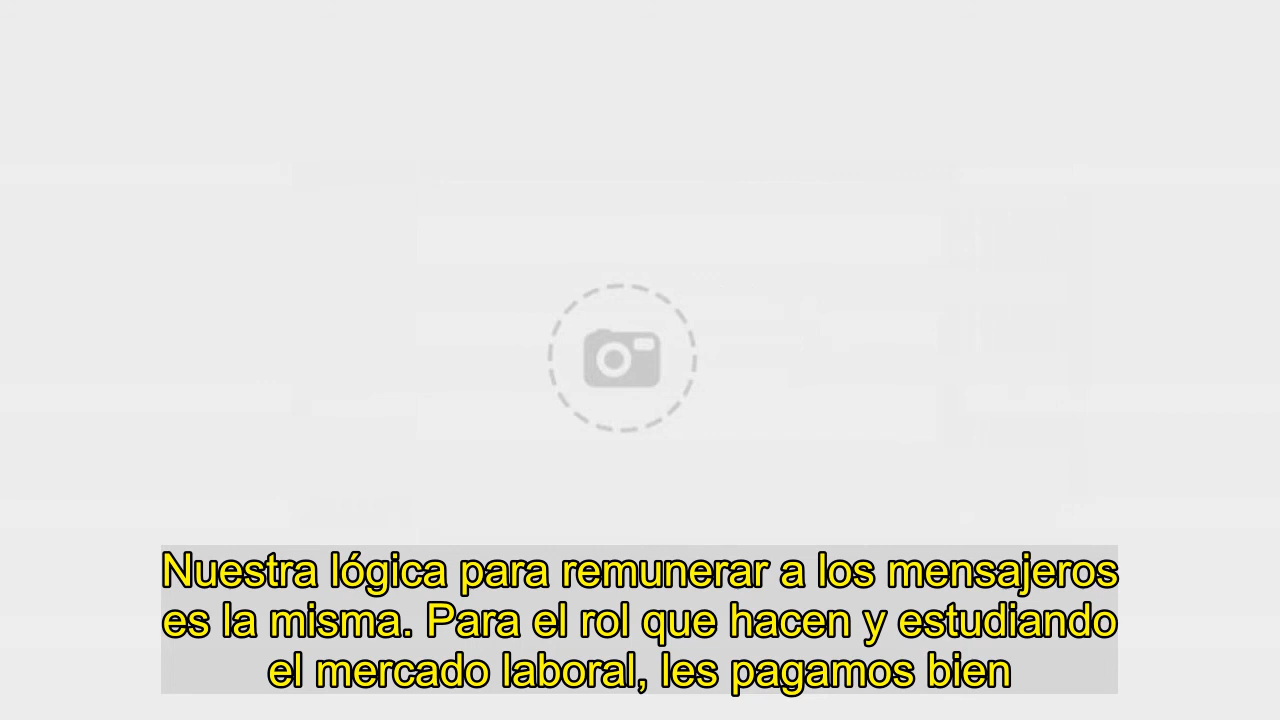 Nuestra lógica para remunerar a los mensajeros
es la misma. Para el rol que hacen y estudiando
el mercado laboral, les pagamos bien